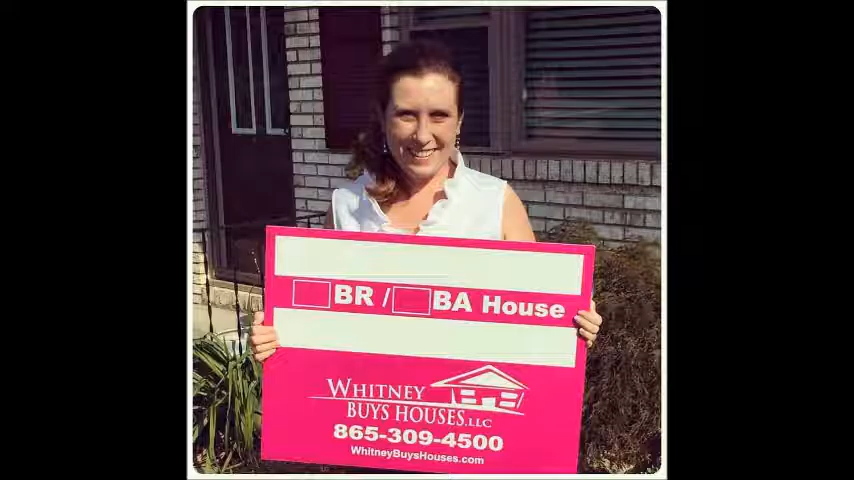 BR / BA House
WHITNEY
BUYS HOUSES, LLC
865-309-4500
WhitneyBuysHouses.com